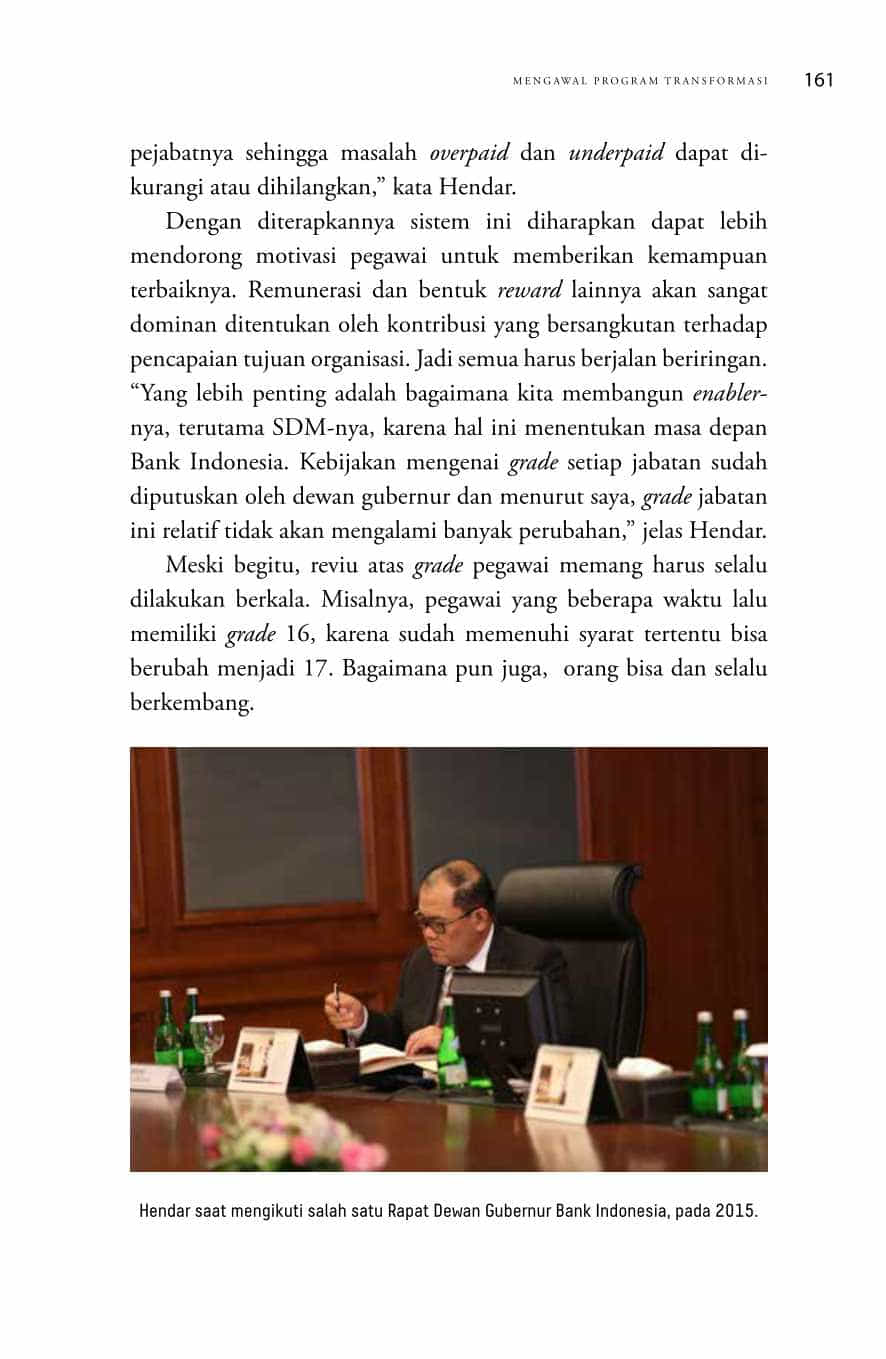 MENGAWAL PROGRAM TRANSFORMASI 161
pejabatnya sehingga masalah overpaid dan underpaid dapat di-
kurangi atau dihilangkan,” kata Hendar.
Dengan diterapkannya sistem ini diharapkan dapat lebih
mendorong motivasi pegawai untuk memberikan kemampuan
terbaiknya. Remunerasi dan bentuk reward lainnya akan sangat
dominan ditentukan oleh kontribusi yang bersangkutan terhadap
pencapaian tujuan organisasi. Jadi semua harus berjalan beriringan.
“Yang lebih penting adalah bagaimana kita membangun enabler-
nya, terutama SDM-nya, karena hal ini menentukan masa depan
Bank Indonesia. Kebijakan mengenai grade setiap jabatan sudah
diputuskan oleh dewan gubernur dan menurut saya, grade jabatan
ini relatif tidak akan mengalami banyak perubahan,” jelas Hendar.
Meski begitu, reviu atas grade pegawai memang harus selalu
dilakukan berkala. Misalnya, pegawai yang beberapa waktu lalu
memiliki grade 16, karena sudah memenuhi syarat tertentu bisa
berubah menjadi 17. Bagaimana pun juga,  orang bisa dan selalu
berkembang.
Hendar saat mengikuti salah satu Rapat Dewan Gubernur Bank Indonesia, pada 2015.